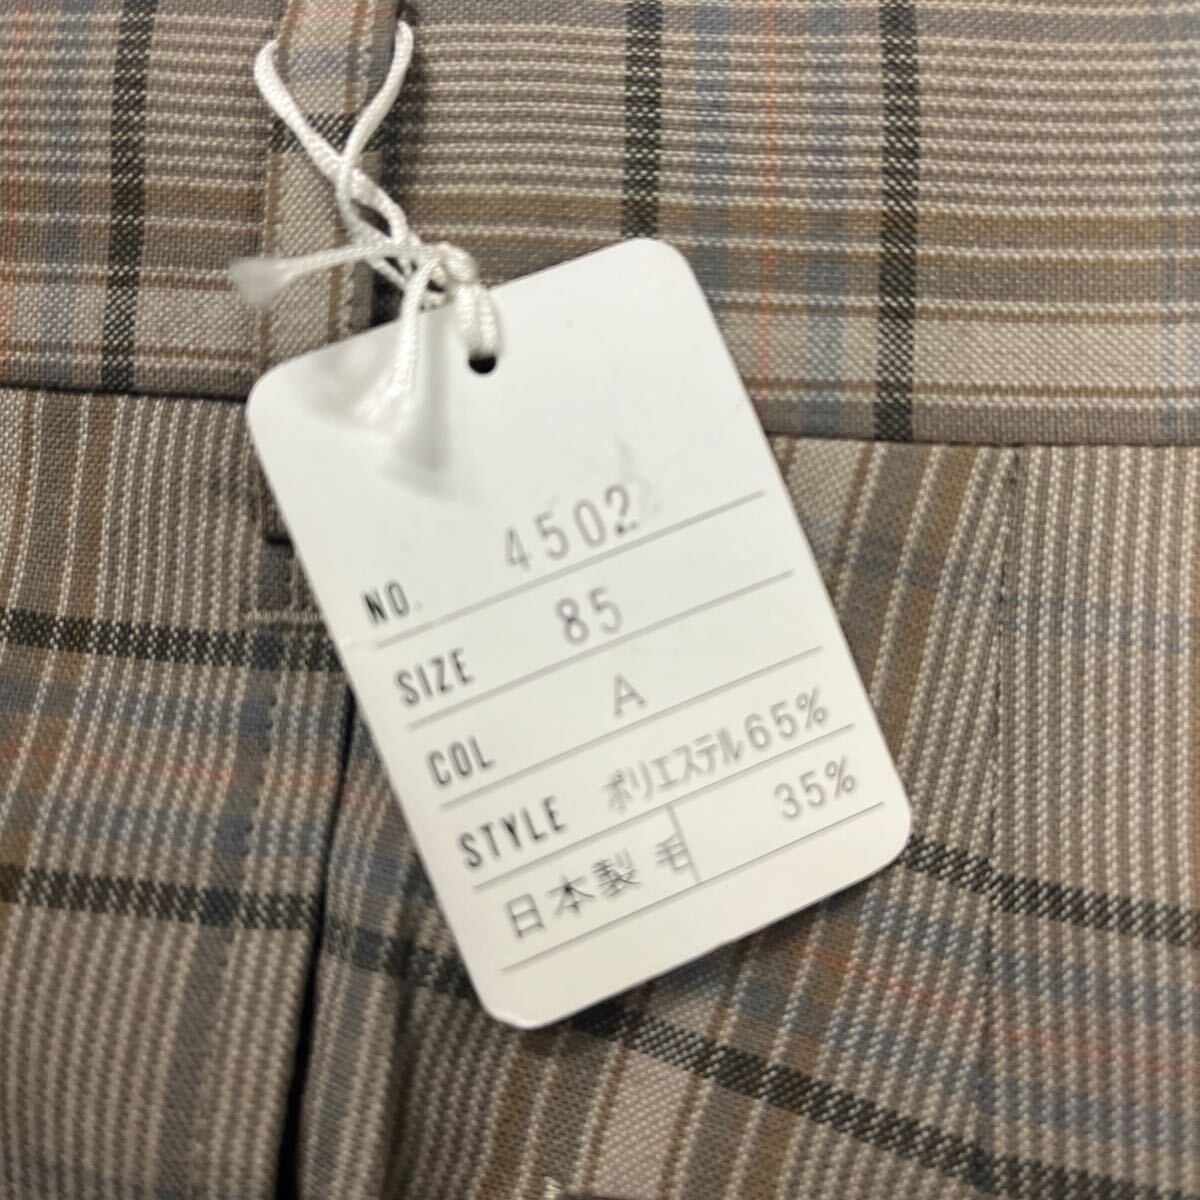 NO. 4502
SIZE 85
COL A
STYLE ポリエステル65%
日本製 毛 35%